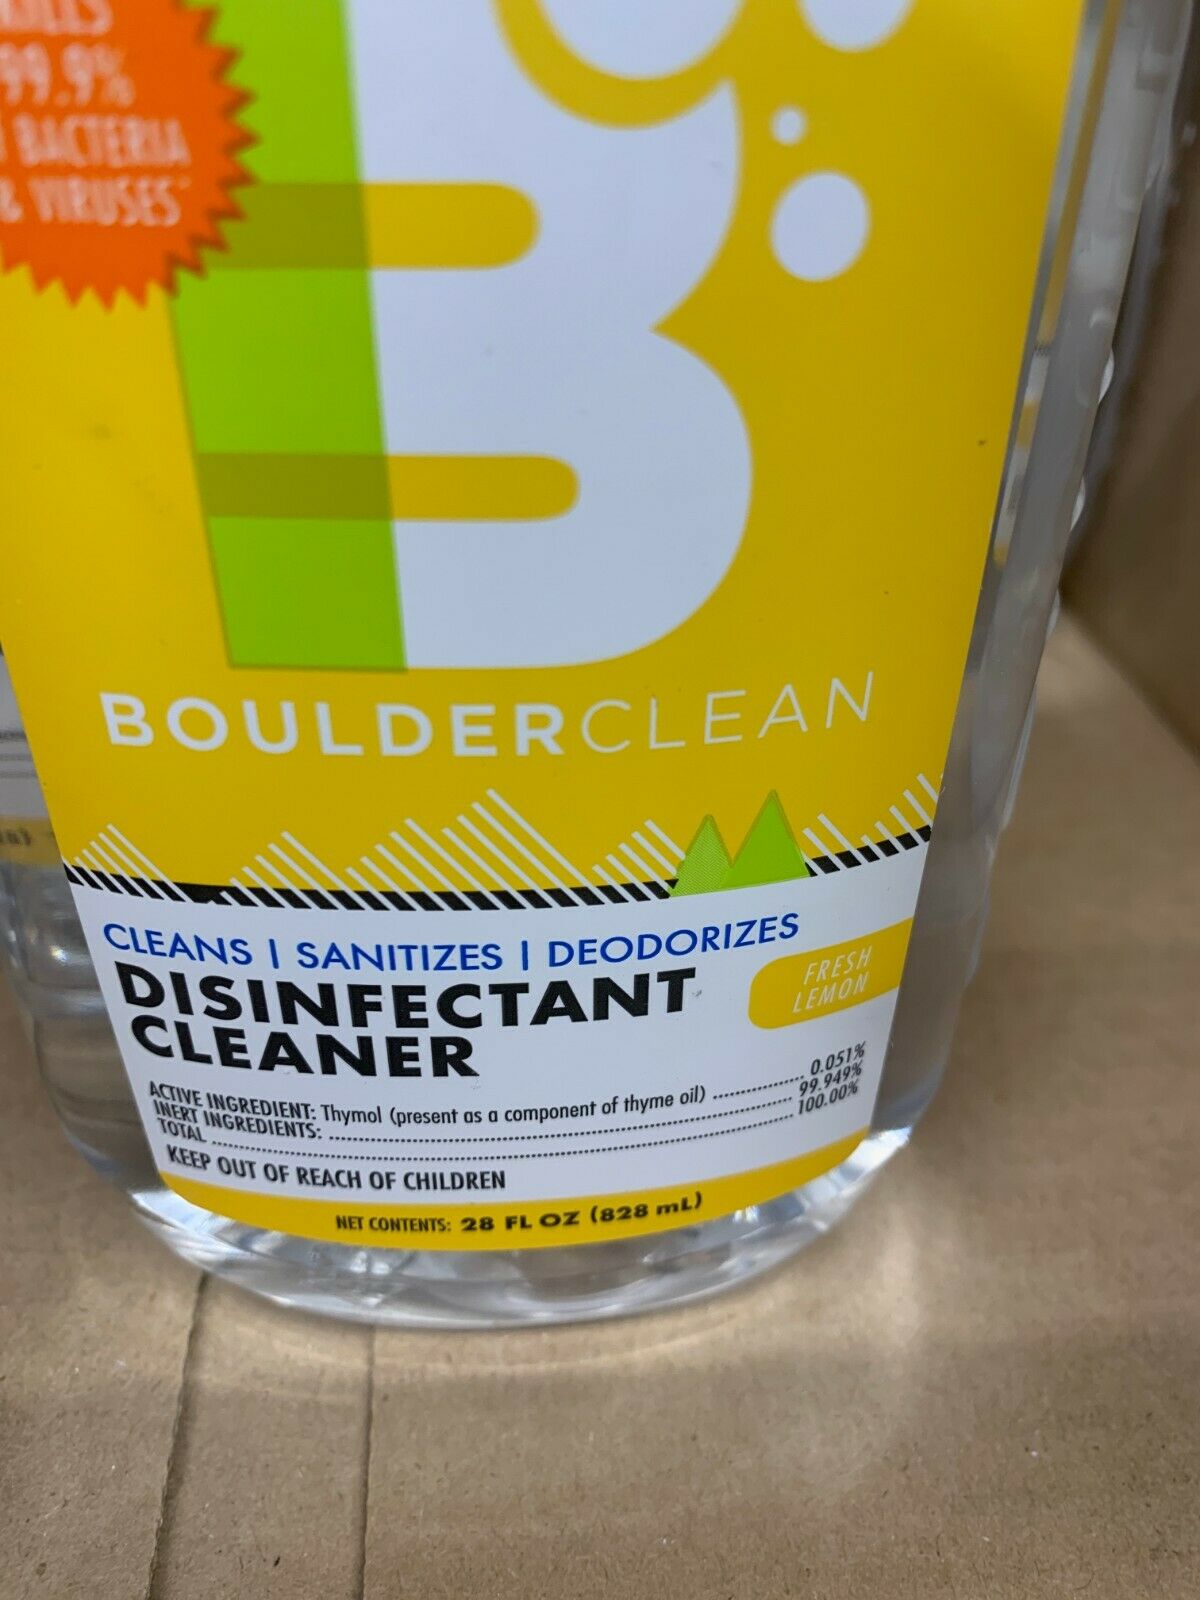 KILLS
99.9%
BACTERIA
& VIRUSES*
B
BOULDERCLEAN
CLEANS | SANITIZES | DEODORIZES
DISINFECTANT
CLEANER
FRESH
LEMON
ACTIVE INGREDIENT: Thymol (present as a component of thyme oil) .............. 0.051%
INERT INGREDIENTS: .............. 99.949%
TOTAL .............. 100.00%
KEEP OUT OF REACH OF CHILDREN
NET CONTENTS: 28 FL OZ (828 mL)